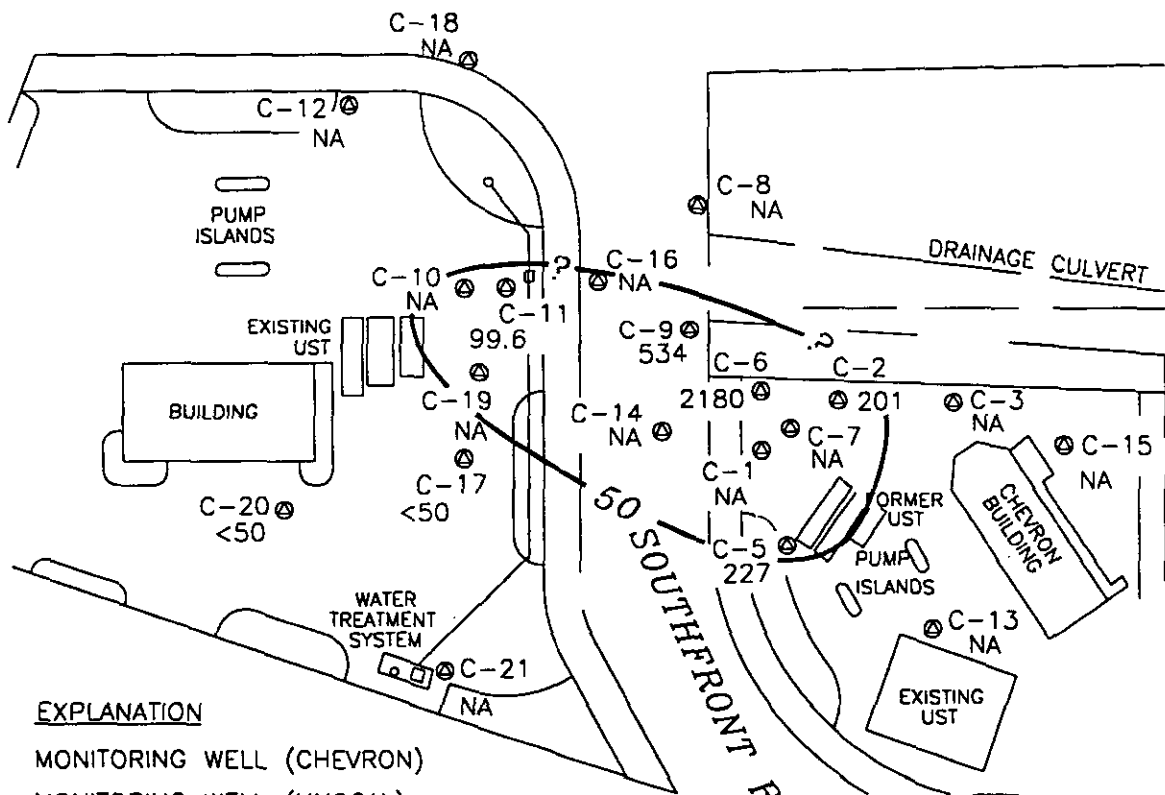 C-18
NA
C-12
NA
PUMP
ISLANDS
C-8
NA
DRAINAGE CULVERT
?
C-10
NA
C-16
NA
C-11
99.6
EXISTING
UST
C-9
534
?
BUILDING
C-19
NA
C-6
2180
C-2
201
C-3
NA
C-14
NA
C-7
NA
C-15
NA
C-1
NA
C-17
<50
C-20
<50
50
FORMER
UST
CHEVRON
BUILDING
C-5
227
PUMP
ISLANDS
SOUTHFRONT
WATER
TREATMENT
SYSTEM
C-13
NA
C-21
NA
EXISTING
UST
EXPLANATION
MONITORING WELL (CHEVRON)
MONITORING WELL